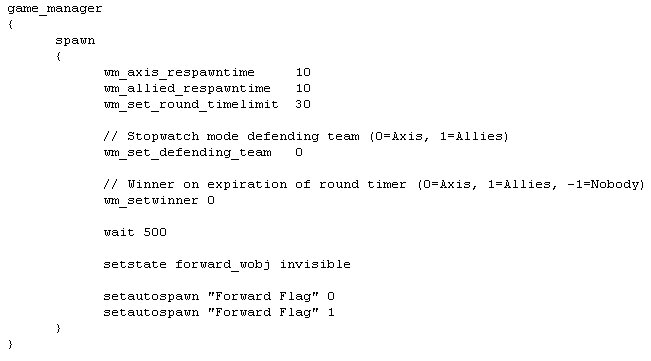 game_manager
{
spawn
{
wm_axis_respawntime 10
wm_allied_respawntime 10
wm_set_round_timelimit 30
// Stopwatch mode defending team (0=Axis, 1=Allies)
wm_set_defending_team 0
// Winner on expiration of round timer (0=Axis, 1=Allies, -1=Nobody)
wm_setwinner 0
wait 500
setstate forward_wobj invisible
setautospawn "Forward Flag" 0
setautospawn "Forward Flag" 1
}
}